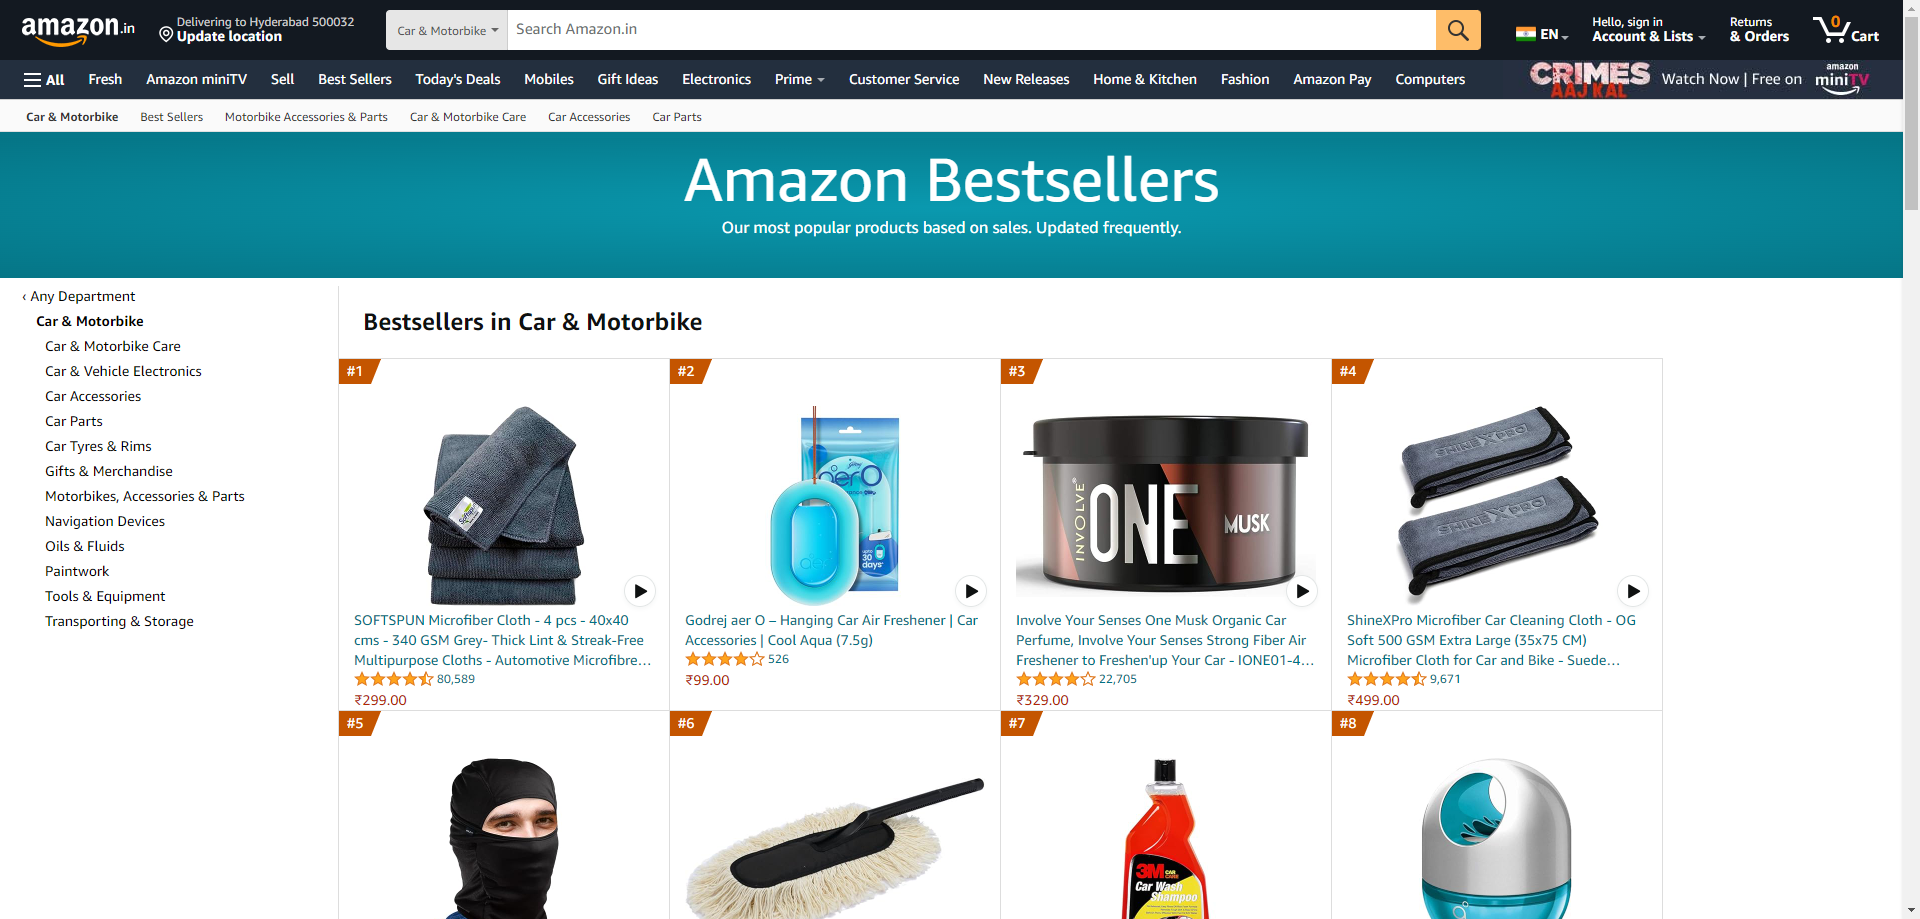 amazon.in
Delivering to Hyderabad 500032
Update location
Car & Motorbike
Search Amazon.in
EN
Hello, sign in
Account & Lists
Returns
& Orders
0
Cart
All
Fresh
Amazon miniTV
Sell
Best Sellers
Today's Deals
Mobiles
Gift Ideas
Electronics
Prime
Customer Service
New Releases
Home & Kitchen
Fashion
Amazon Pay
Computers
CRIMES
AAJ KAL
Watch Now | Free on
amazon
miniTV
Car & Motorbike
Best Sellers
Motorbike Accessories & Parts
Car & Motorbike Care
Car Accessories
Car Parts
Amazon Bestsellers
Our most popular products based on sales. Updated frequently.
‹ Any Department
Car & Motorbike
Car & Motorbike Care
Car & Vehicle Electronics
Car Accessories
Car Parts
Car Tyres & Rims
Gifts & Merchandise
Motorbikes, Accessories & Parts
Navigation Devices
Oils & Fluids
Paintwork
Tools & Equipment
Transporting & Storage
Bestsellers in Car & Motorbike
#1
SOFTSPUN Microfiber Cloth - 4 pcs - 40x40
cms - 340 GSM Grey- Thick Lint & Streak-Free
Multipurpose Cloths - Automotive Microfibre…
80,589
₹299.00
#2
aerO
30
days
Godrej aer O – Hanging Car Air Freshener | Car
Accessories | Cool Aqua (7.5g)
526
₹99.00
#3
INVOLVE
ONE
MUSK
Involve Your Senses One Musk Organic Car
Perfume, Involve Your Senses Strong Fiber Air
Freshener to Freshen'up Your Car - IONE01-4…
22,705
₹329.00
#4
SHINEXPRO
SHINEXPRO
ShineXPro Microfiber Car Cleaning Cloth - OG
Soft 500 GSM Extra Large (35x75 CM)
Microfiber Cloth for Car and Bike - Suede…
9,671
₹499.00
#5
#6
#7
3M CAR CARE
Car Wash
Shampoo
#8